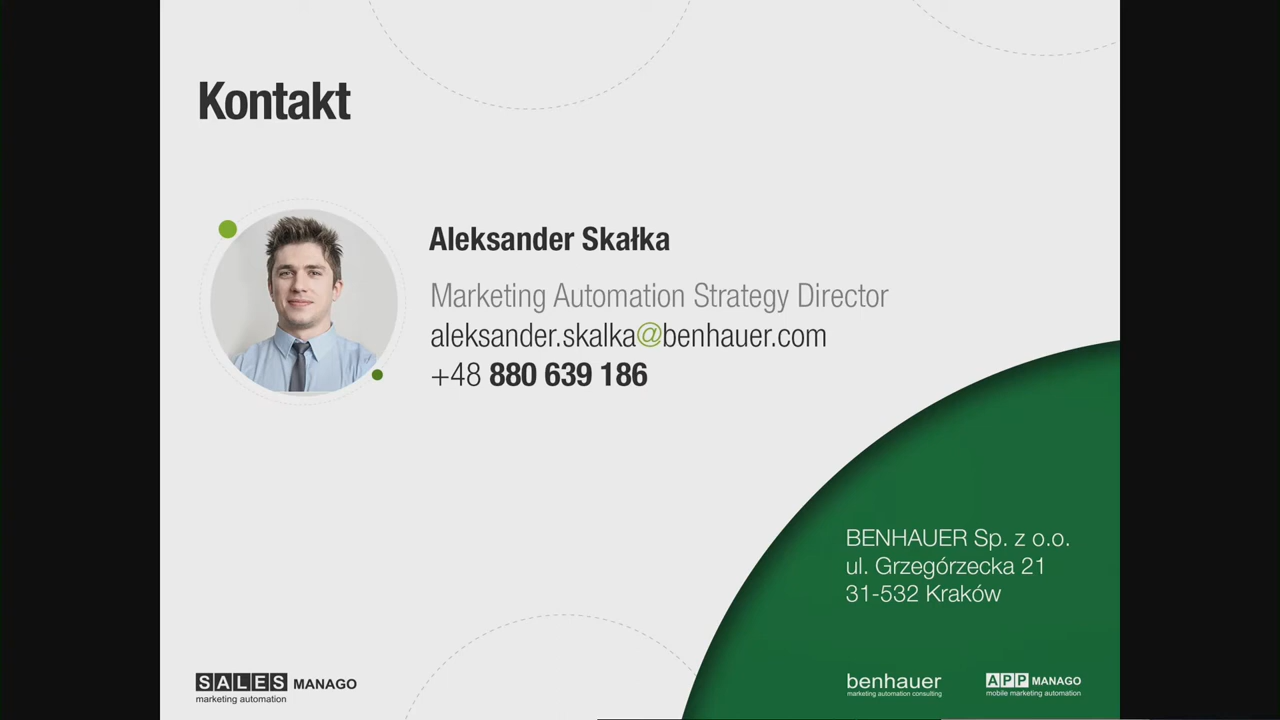 Kontakt
Aleksander Skałka
Marketing Automation Strategy Director
aleksander.skalka@benhauer.com
+48 880 639 186
BENHAUER Sp. z o.o.
ul. Grzegórzecka 21
31-532 Kraków
SALES MANAGO
marketing automation
benhauer
marketing automation consulting
APP MANAGO
mobile marketing automation